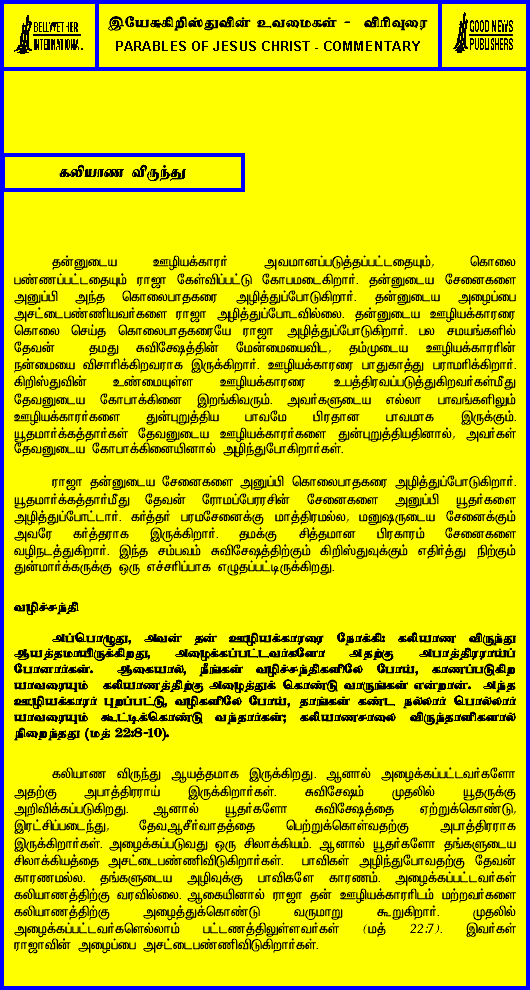 BELLWETHER
INTERNATIONAL
இயேசுகிறிஸ்துவின் உவமைகள் - விரிவுரை
PARABLES OF JESUS CHRIST - COMMENTARY
GOOD NEWS
PUBLISHERS
கலியாண விருந்து
தன்னுடைய ஊழியக்காரர் அவமானப்படுத்தப்பட்டதையும், கொலை
பண்ணப்பட்டதையும் ராஜா கேள்விப்பட்டு கோபமடைகிறார். தன்னுடைய சேனைகளை
அனுப்பி அந்த கொலைபாதகரை அழித்துப்போடுகிறார். தன்னுடைய அழைப்பை
அசட்டைபண்ணியவர்களை ராஜா அழித்துப்போடவில்லை. தன்னுடைய ஊழியக்காரரை
கொலை செய்த கொலைபாதகரையே ராஜா அழித்துப்போடுகிறார். பல சமயங்களில்
தேவன் தமது சுவிசேஷத்தின் மேன்மையைவிட, தம்முடைய ஊழியக்காரரின்
நன்மையை விசாரிக்கிறவராக இருக்கிறார். ஊழியக்காரரை பாதுகாத்து பராமரிக்கிறார்.
கிறிஸ்துவின் உண்மையுள்ள ஊழியக்காரரை உபத்திரவப்படுத்துகிறவர்கள்மீது
தேவனுடைய கோபாக்கினை இறங்கிவரும். அவர்களுடைய எல்லா பாவங்களிலும்
ஊழியக்காரர்களை துன்புறுத்திய பாவமே பிரதான பாவமாக இருக்கும்.
யூதமார்க்கத்தார்கள் தேவனுடைய ஊழியக்காரர்களை துன்புறுத்தியதினால், அவர்கள்
தேவனுடைய கோபாக்கினையினால் அழிந்துபோகிறார்கள்.
ராஜா தன்னுடைய சேனைகளை அனுப்பி கொலைபாதகரை அழித்துப்போடுகிறார்.
யூதமார்க்கத்தார்மீது தேவன் ரோமப்பேரரசின் சேனைகளை அனுப்பி யூதர்களை
அழித்துப்போட்டார். கர்த்தர் பரமசேனைக்கு மாத்திரமல்ல, மனுஷருடைய சேனைக்கும்
அவரே கர்த்தராக இருக்கிறார். தமக்கு சித்தமான பிரகாரம் சேனைகளை
வழிநடத்துகிறார். இந்த சம்பவம் சுவிசேஷத்திற்கும் கிறிஸ்துவுக்கும் எதிர்த்து நிற்கும்
துன்மார்க்கருக்கு ஒரு எச்சரிப்பாக எழுதப்பட்டிருக்கிறது.
வழிச்சந்தி
அப்பொழுது, அவன் தன் ஊழியக்காரரை நோக்கி: கலியாண விருந்து
ஆயத்தமாயிருக்கிறது, அழைக்கப்பட்டவர்களோ அதற்கு அபாத்திரராய்ப்
போனார்கள். ஆகையால், நீங்கள் வழிச்சந்திகளிலே போய், காணப்படுகிற
யாவரையும் கலியாணத்திற்கு அழைத்துக் கொண்டு வாருங்கள் என்றான். அந்த
ஊழியக்காரர் புறப்பட்டு, வழிகளிலே போய், தாங்கள் கண்ட நல்லார் பொல்லார்
யாவரையும் கூட்டிக்கொண்டு வந்தார்கள்; கலியாணசாலை விருந்தாளிகளால்
நிறைந்தது (மத் 22:8-10).
கலியாண விருந்து ஆயத்தமாக இருக்கிறது. ஆனால் அழைக்கப்பட்டவர்களோ
அதற்கு அபாத்திரராய் இருக்கிறார்கள். சுவிசேஷம் முதலில் யூதருக்கு
அறிவிக்கப்படுகிறது. ஆனால் யூதர்களோ சுவிசேஷத்தை ஏற்றுக்கொண்டு,
இரட்சிப்படைந்து, தேவஆசீர்வாதத்தை பெற்றுக்கொள்வதற்கு அபாத்திரராக
இருக்கிறார்கள். அழைக்கப்படுவது ஒரு சிலாக்கியம். ஆனால் யூதர்களோ தங்களுடைய
சிலாக்கியத்தை அசட்டைபண்ணிவிடுகிறார்கள். பாவிகள் அழிந்துபோவதற்கு தேவன்
காரணமல்ல. தங்களுடைய அழிவுக்கு பாவிகளே காரணம். அழைக்கப்பட்டவர்கள்
கலியாணத்திற்கு வரவில்லை. ஆகையினால் ராஜா தன் ஊழியக்காரரிடம் மற்றவர்களை
கலியாணத்திற்கு அழைத்துக்கொண்டு வருமாறு கூறுகிறார். முதலில்
அழைக்கப்பட்டவர்களெல்லாம் பட்டணத்திலுள்ளவர்கள் (மத் 22:7). இவர்கள்
ராஜாவின் அழைப்பை அசட்டைபண்ணிவிடுகிறார்கள்.